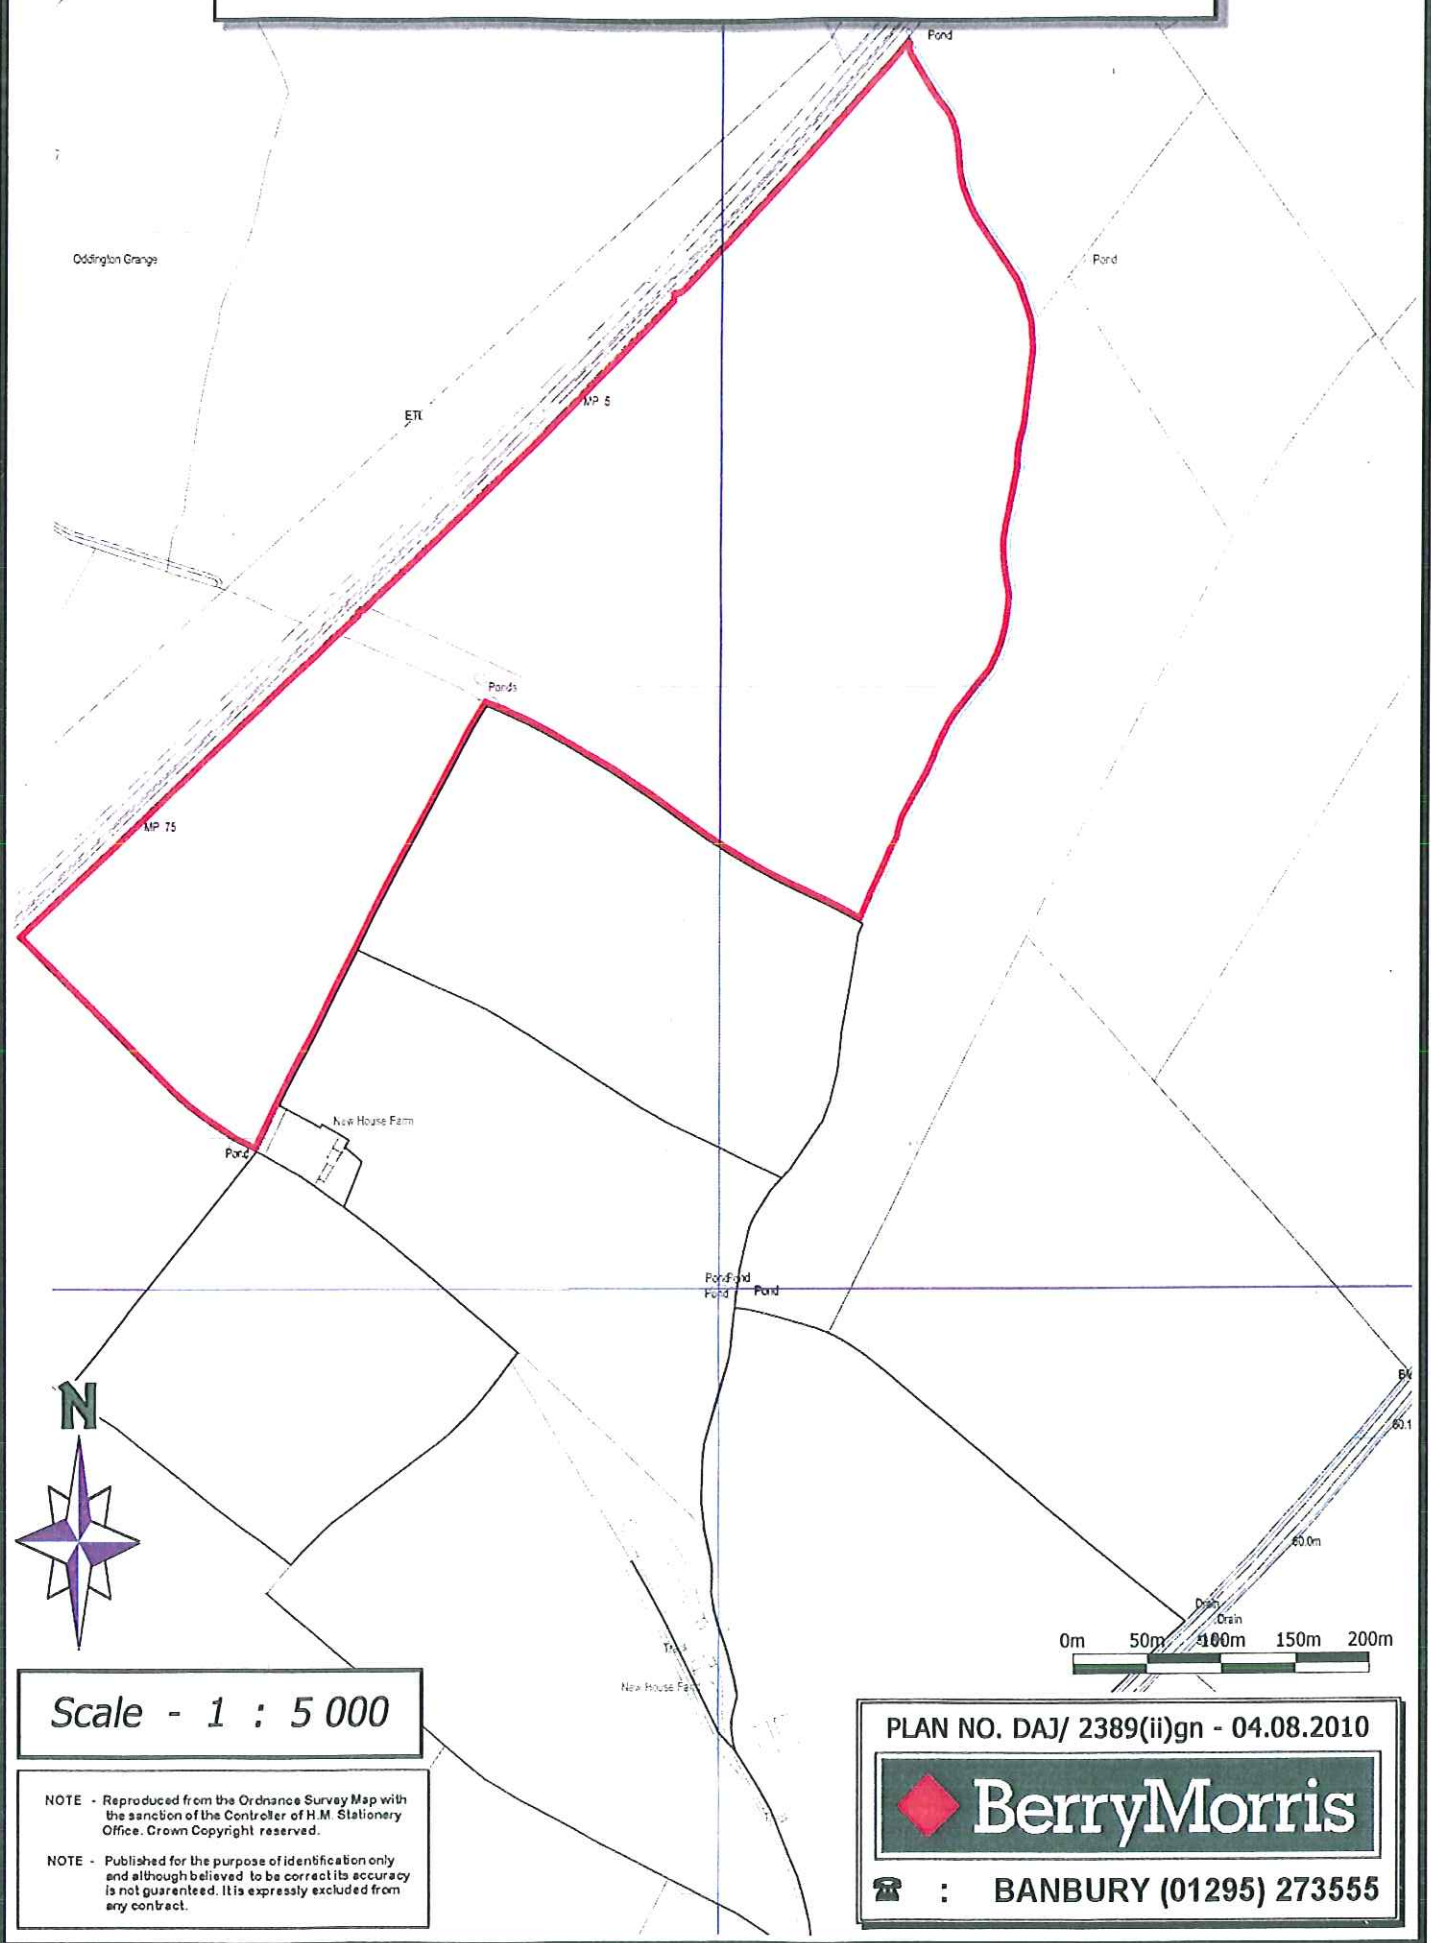 Pond
Oddington Grange
Pond
ETL
MP 5
Ponds
MP 75
New House Farm
Pond
Pond
Pond
Pond
Pond
N
60.0m
Drain
Drain
0m 50m 100m 150m 200m
Track
New House Farm
Scale - 1 : 5 000
PLAN NO. DAJ/ 2389(ii)gn - 04.08.2010
BerryMorris
☎ : BANBURY (01295) 273555
NOTE - Reproduced from the Ordnance Survey Map with
the sanction of the Controller of H.M. Stationery
Office. Crown Copyright reserved.
NOTE - Published for the purpose of identification only
and although believed to be correct its accuracy
is not guarenteed. It is expressly excluded from
any contract.